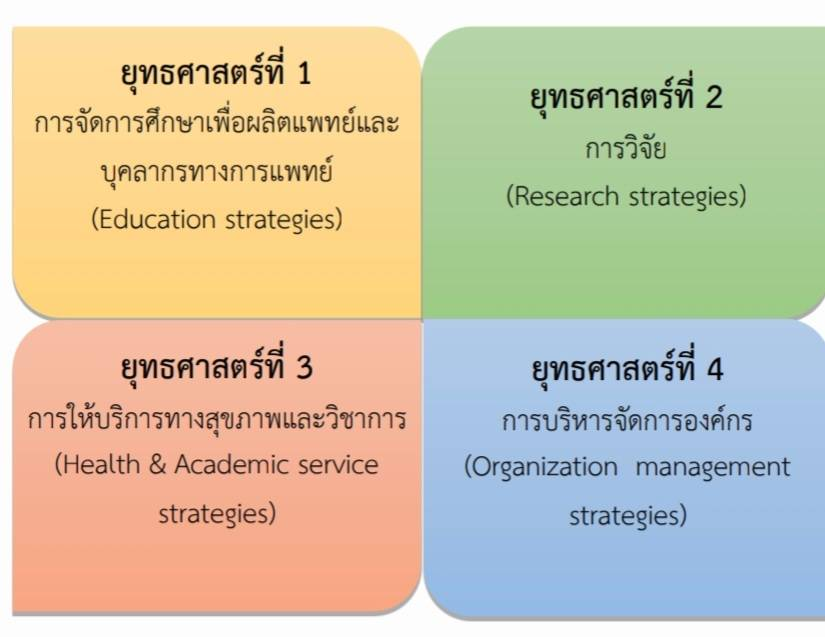 ยุทธศาสตร์ที่ 1
การจัดการศึกษาเพื่อผลิตแพทย์และ
บุคลากรทางการแพทย์
(Education strategies)
ยุทธศาสตร์ที่ 2
การวิจัย
(Research strategies)
ยุทธศาสตร์ที่ 3
การให้บริการทางสุขภาพและวิชาการ
(Health & Academic service
strategies)
ยุทธศาสตร์ที่ 4
การบริหารจัดการองค์กร
(Organization management
strategies)